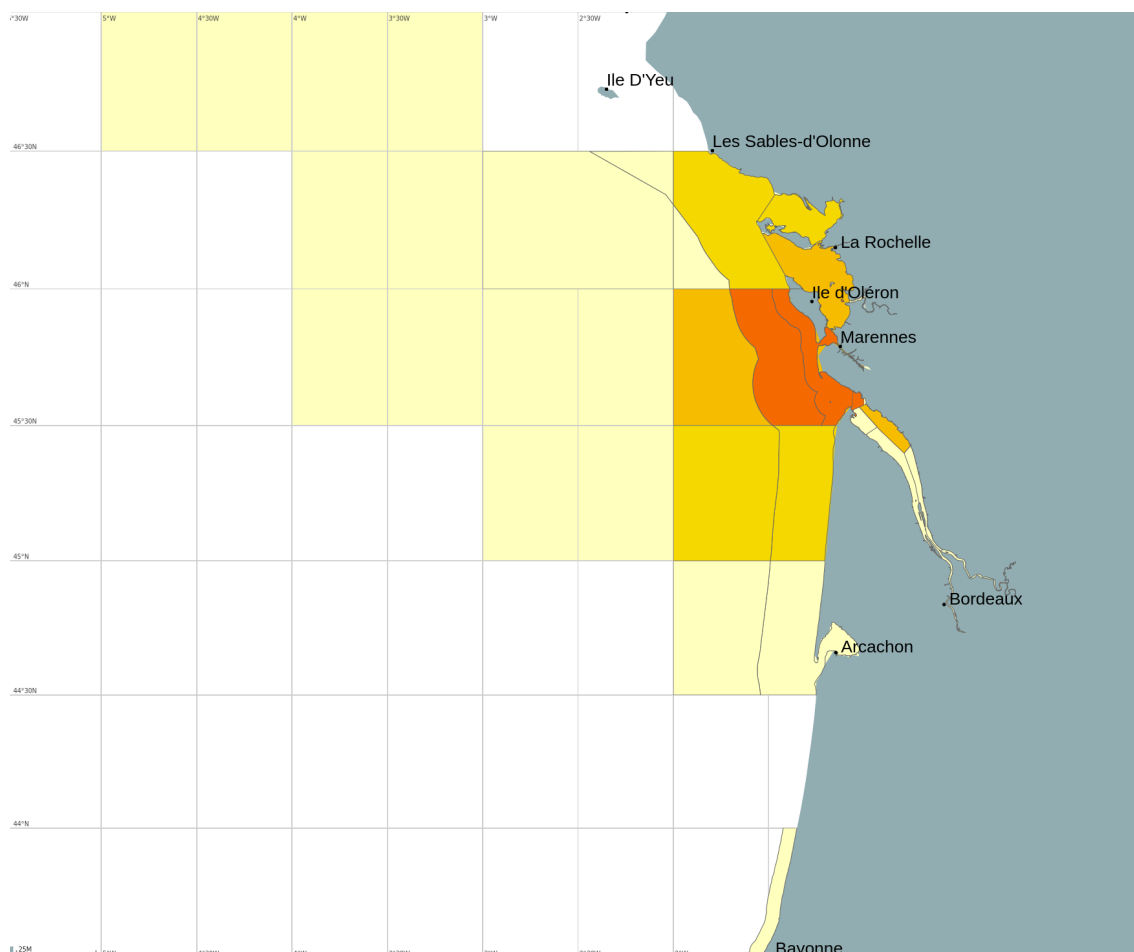 5°W
4°30W
4°W
3°30W
3°W
2°30W
Ile D'Yeu
Les Sables-d'Olonne
46°30N
La Rochelle
46°N
Ile d'Oléron
Marennes
45°30N
45°N
Bordeaux
Arcachon
44°30N
44°N
Bayonne